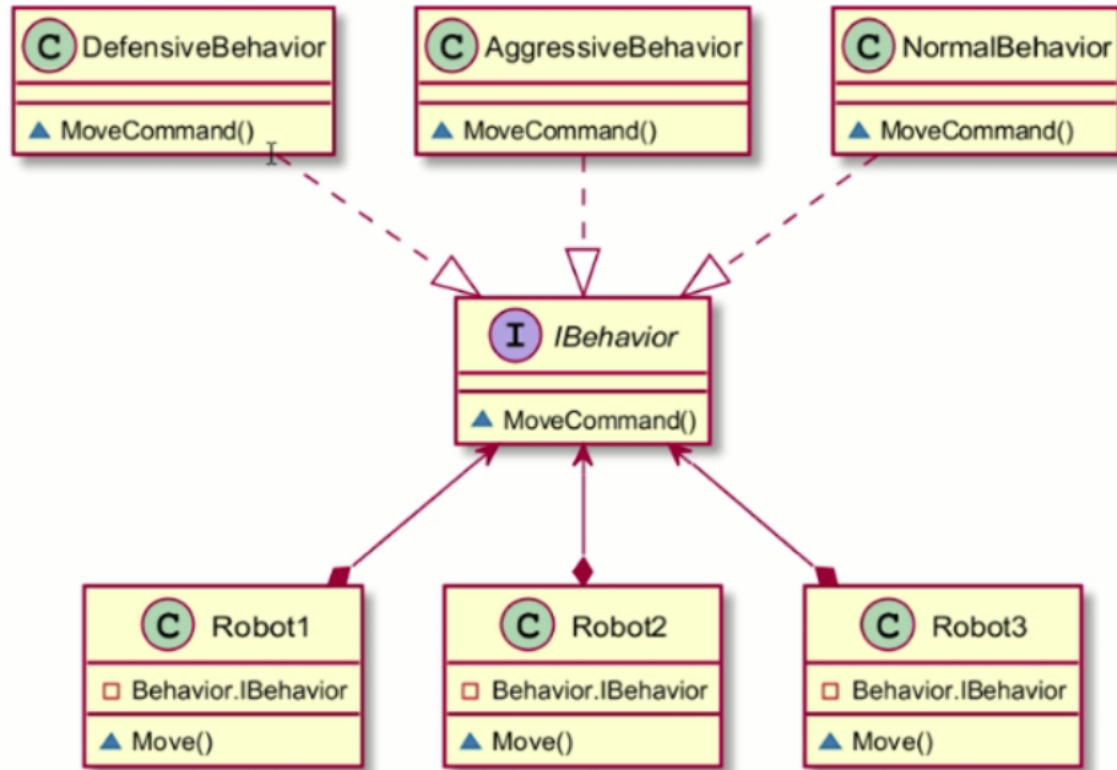 C DefensiveBehavior
MoveCommand()
C AggressiveBehavior
MoveCommand()
C NormalBehavior
MoveCommand()
I IBehavior
MoveCommand()
C Robot1
Behavior.IBehavior
Move()
C Robot2
Behavior.IBehavior
Move()
C Robot3
Behavior.IBehavior
Move()